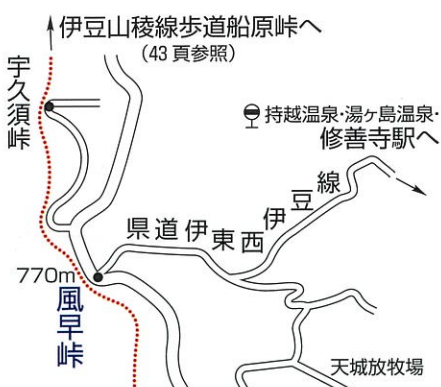 伊豆山稜線歩道船原峠へ
(43頁参照)
宇久須峠
持越温泉・湯ヶ島温泉・
修善寺駅へ
県道伊東西伊豆線
770m
風早峠
天城放牧場